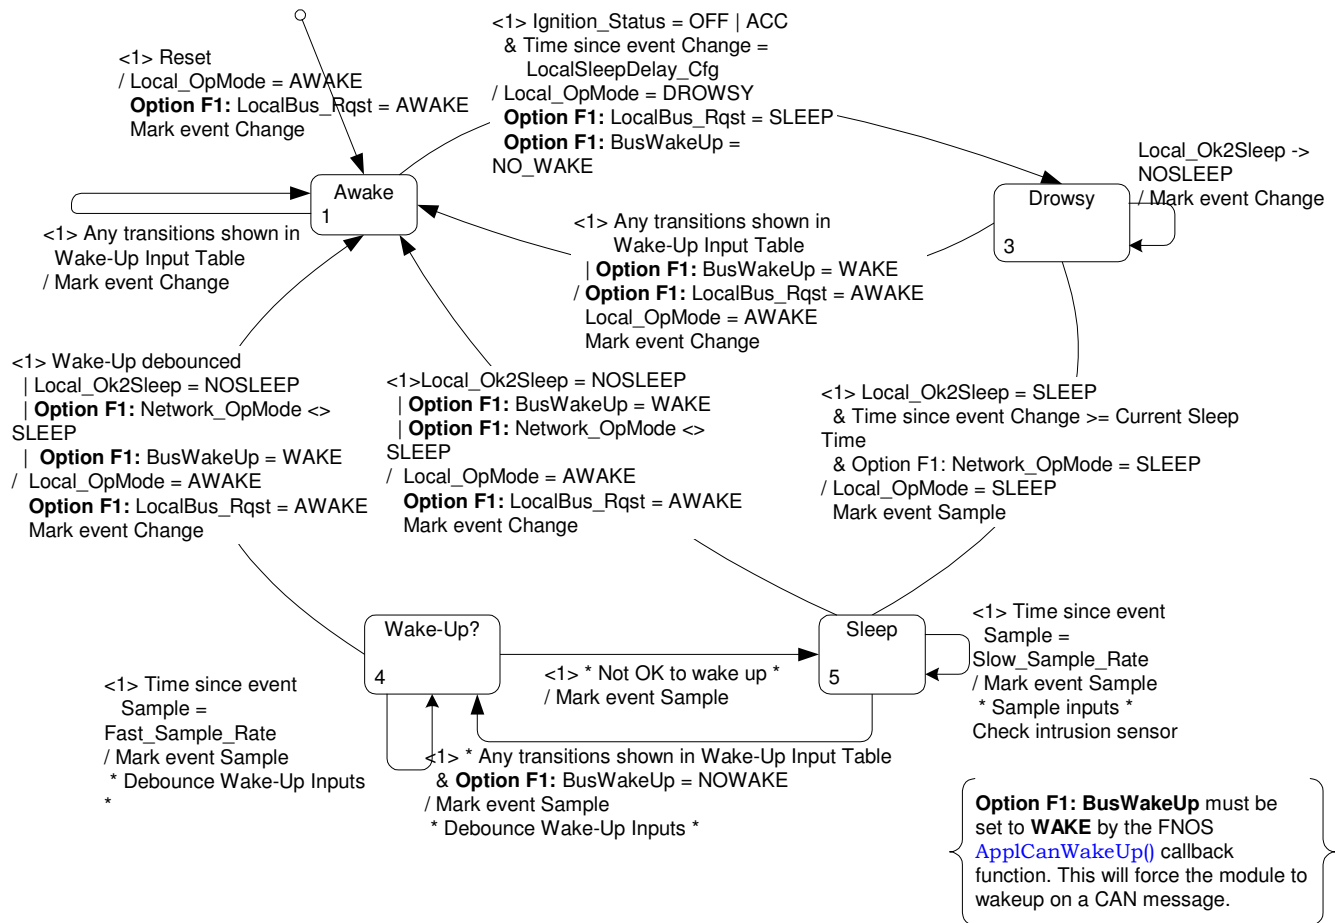 <1> Reset
/ Local_OpMode = AWAKE
Option F1: LocalBus_Rqst = AWAKE
Mark event Change
<1> Ignition_Status = OFF | ACC
& Time since event Change =
LocalSleepDelay_Cfg
/ Local_OpMode = DROWSY
Option F1: LocalBus_Rqst = SLEEP
Option F1: BusWakeUp =
NO_WAKE
Local_Ok2Sleep ->
NOSLEEP
/ Mark event Change
Awake
1
Drowsy
3
<1> Any transitions shown in
Wake-Up Input Table
/ Mark event Change
<1> Any transitions shown in
Wake-Up Input Table
| Option F1: BusWakeUp = WAKE
/ Option F1: LocalBus_Rqst = AWAKE
Local_OpMode = AWAKE
Mark event Change
<1> Wake-Up debounced
| Local_Ok2Sleep = NOSLEEP
| Option F1: Network_OpMode <>
SLEEP
| Option F1: BusWakeUp = WAKE
/ Local_OpMode = AWAKE
Option F1: LocalBus_Rqst = AWAKE
Mark event Change
<1>Local_Ok2Sleep = NOSLEEP
| Option F1: BusWakeUp = WAKE
| Option F1: Network_OpMode <>
SLEEP
/ Local_OpMode = AWAKE
Option F1: LocalBus_Rqst = AWAKE
Mark event Change
<1> Local_Ok2Sleep = SLEEP
& Time since event Change >= Current Sleep
Time
& Option F1: Network_OpMode = SLEEP
/ Local_OpMode = SLEEP
Mark event Sample
Wake-Up?
4
Sleep
5
<1> * Not OK to wake up *
/ Mark event Sample
<1> Time since event
Sample =
Slow_Sample_Rate
/ Mark event Sample
* Sample inputs *
Check intrusion sensor
<1> Time since event
Sample =
Fast_Sample_Rate
/ Mark event Sample
* Debounce Wake-Up Inputs
*
<1> * Any transitions shown in Wake-Up Input Table
& Option F1: BusWakeUp = NOWAKE
/ Mark event Sample
* Debounce Wake-Up Inputs *
Option F1: BusWakeUp must be
set to WAKE by the FNOS
ApplCanWakeUp() callback
function. This will force the module to
wakeup on a CAN message.